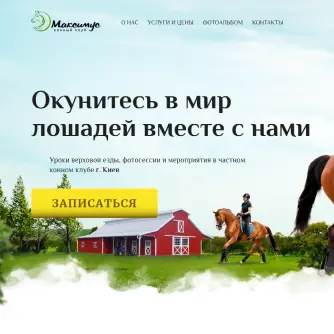 Максимус
КОННЫЙ КЛУБ
О НАС УСЛУГИ И ЦЕНЫ ФОТОАЛЬБОМ КОНТАКТЫ
Окунитесь в мир
лошадей вместе с нами
Уроки верховой езды, фотосессии и мероприятия в частном
конном клубе г. Киев
ЗАПИСАТЬСЯ